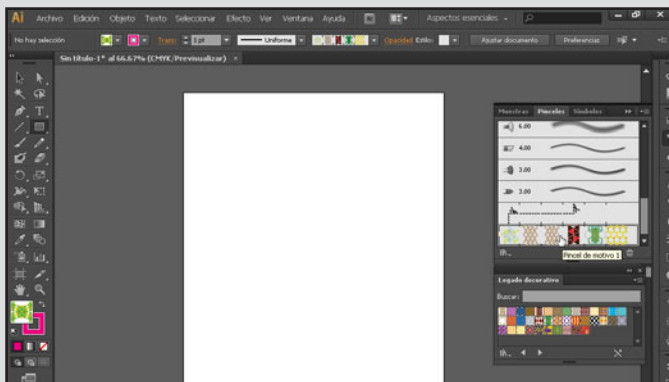 Ai Archivo Edición Objeto Texto Seleccionar Efecto Ver Ventana Ayuda Aspectos esenciales
No hay selección Trazo: 1 pt Uniforme Opacidad Estilo: Ajustar documento Preferencias
Sin título-1* al 66.67% (CMYK/Previsualizar) ×
Muestras Pinceles Símbolos
6.00
4.00
3.00
3.00
Pincel de motivo 1
Legado decorativo
Buscar: